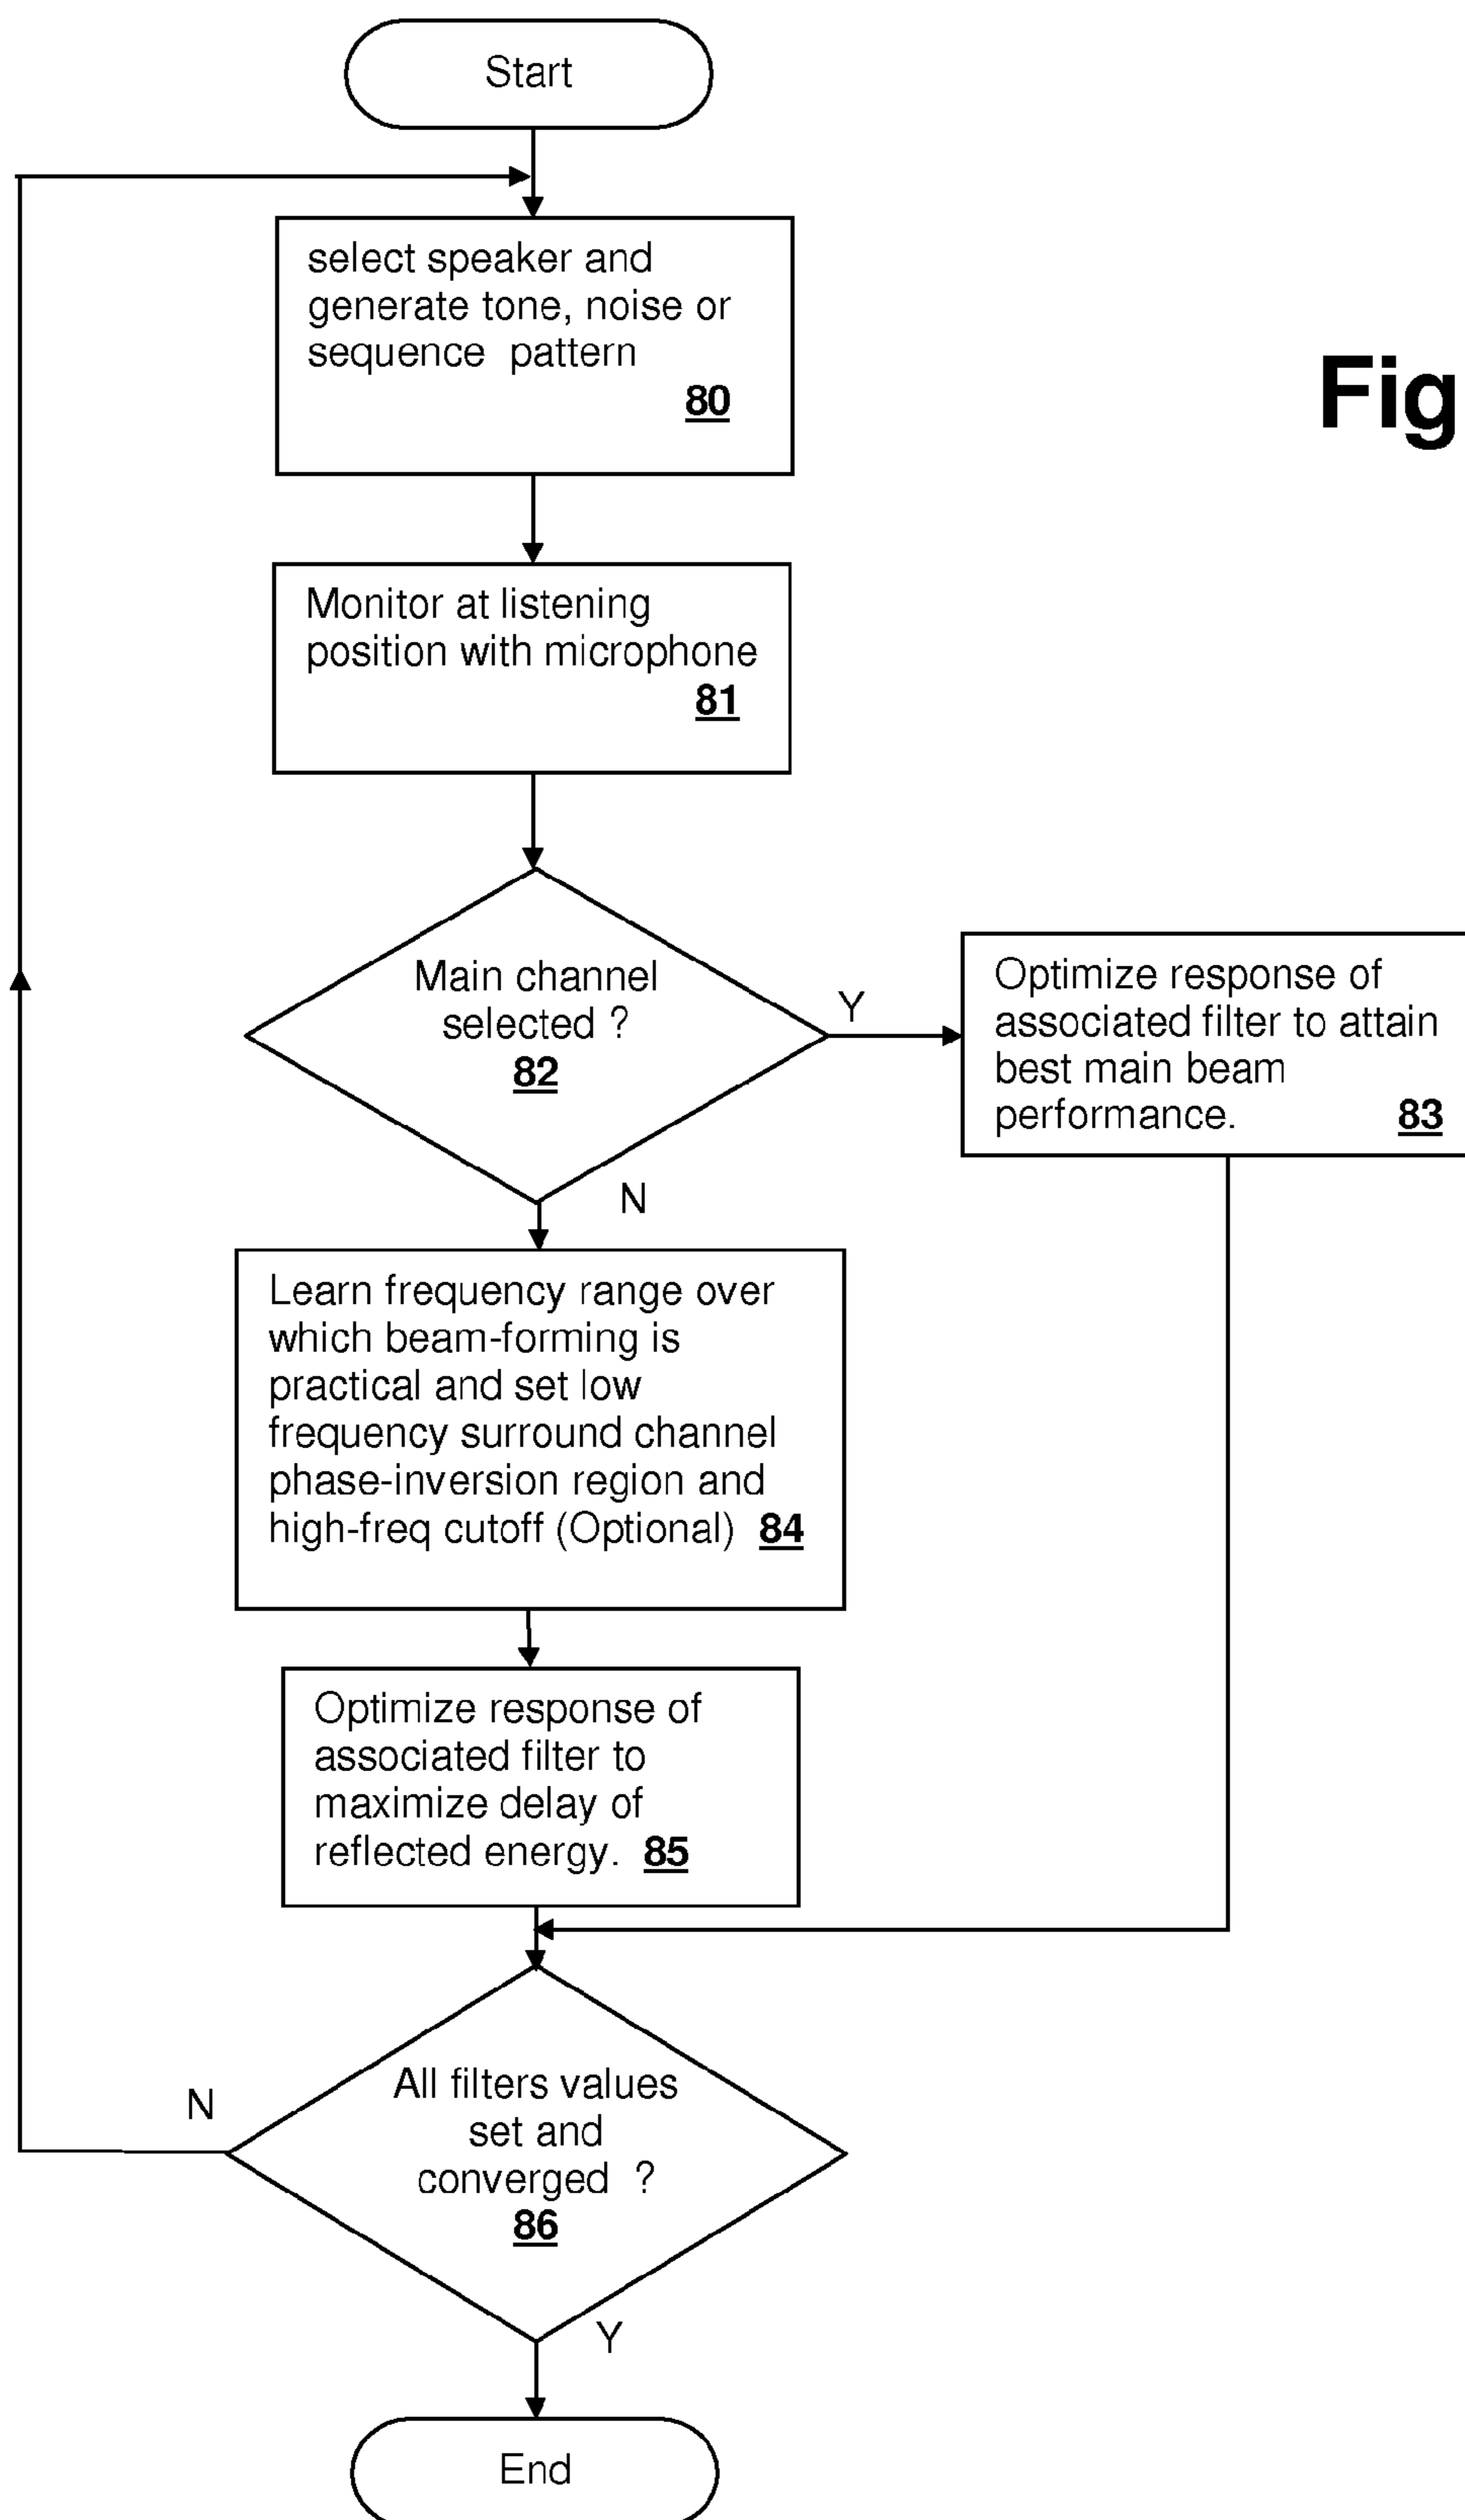 Start
select speaker and
generate tone, noise or
sequence pattern
80
Fig
Monitor at listening
position with microphone
81
Main channel
selected ?
82
Y
Optimize response of
associated filter to attain
best main beam
performance. 83
N
Learn frequency range over
which beam-forming is
practical and set low
frequency surround channel
phase-inversion region and
high-freq cutoff (Optional) 84
Optimize response of
associated filter to
maximize delay of
reflected energy. 85
N
All filters values
set and
converged ?
86
Y
End